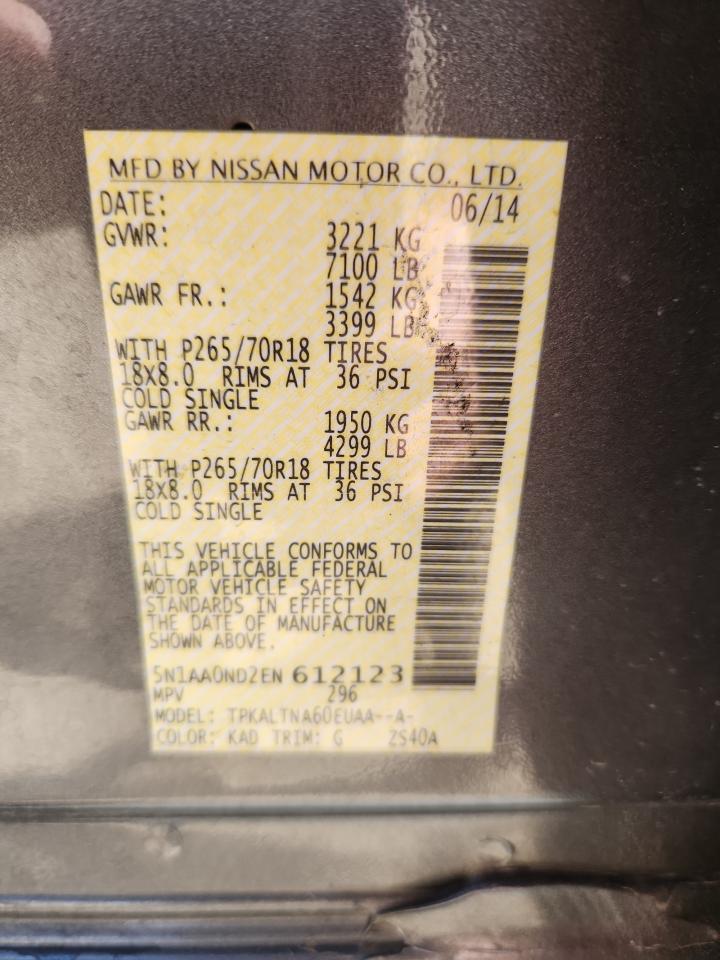 MFD BY NISSAN MOTOR CO., LTD.
DATE: 06/14
GVWR: 3221 KG
7100 LB
GAWR FR.: 1542 KG
3399 LB
WITH P265/70R18 TIRES
18X8.0 RIMS AT 36 PSI
COLD SINGLE
GAWR RR.: 1950 KG
4299 LB
WITH P265/70R18 TIRES
18X8.0 RIMS AT 36 PSI
COLD SINGLE
THIS VEHICLE CONFORMS TO
ALL APPLICABLE FEDERAL
MOTOR VEHICLE SAFETY
STANDARDS IN EFFECT ON
THE DATE OF MANUFACTURE
SHOWN ABOVE.
5N1AA0ND2EN 612123
MPV 296
MODEL: TPKALTNA60EUAA--A-
COLOR: KAD TRIM: G ZS40A